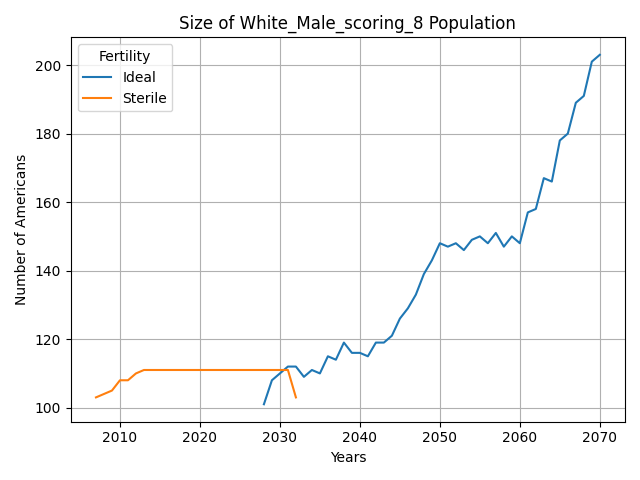 Size of White_Male_scoring_8 Population
Fertility
Ideal
Sterile
Number of Americans
200
180
160
140
120
100
2010 2020 2030 2040 2050 2060 2070
Years